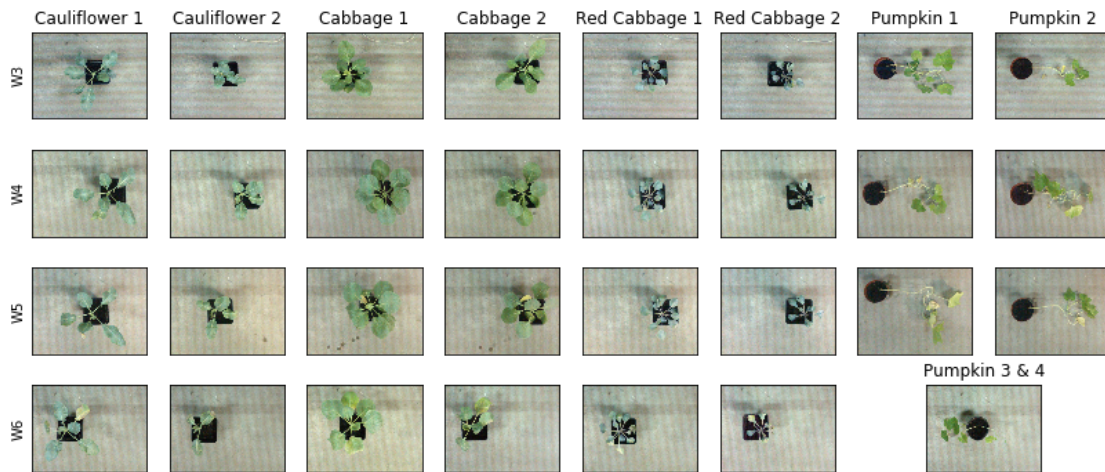 Cauliflower 1 Cauliflower 2 Cabbage 1 Cabbage 2 Red Cabbage 1 Red Cabbage 2 Pumpkin 1 Pumpkin 2
W3
W4
W5
Pumpkin 3 & 4
W6